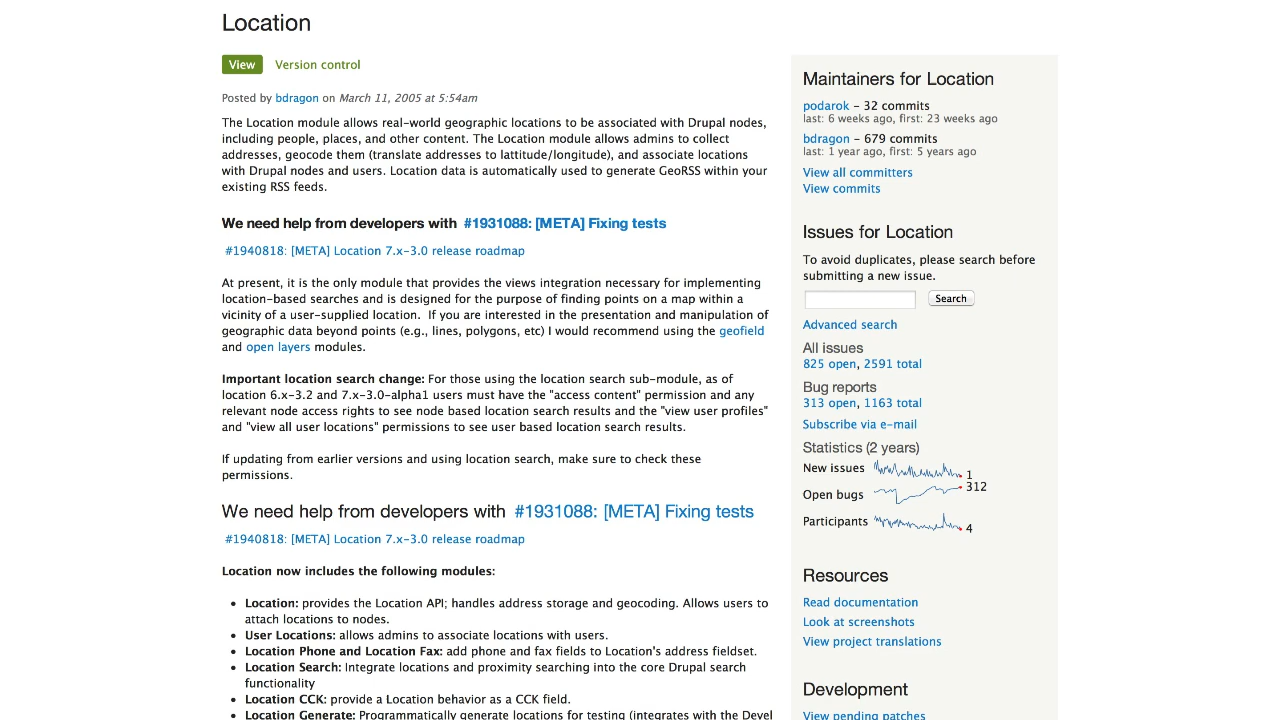 Location
View Version control
Posted by bdragon on March 11, 2005 at 5:54am
The Location module allows real-world geographic locations to be associated with Drupal nodes,
including people, places, and other content. The Location module allows admins to collect
addresses, geocode them (translate addresses to lattitude/longitude), and associate locations
with Drupal nodes and users. Location data is automatically used to generate GeoRSS within your
existing RSS feeds.
We need help from developers with #1931088: [META] Fixing tests
#1940818: [META] Location 7.x-3.0 release roadmap
At present, it is the only module that provides the views integration necessary for implementing
location-based searches and is designed for the purpose of finding points on a map within a
vicinity of a user-supplied location. If you are interested in the presentation and manipulation of
geographic data beyond points (e.g., lines, polygons, etc) I would recommend using the geofield
and open layers modules.
Important location search change: For those using the location search sub-module, as of
location 6.x-3.2 and 7.x-3.0-alpha1 users must have the "access content" permission and any
relevant node access rights to see node based location search results and the "view user profiles"
and "view all user locations" permissions to see user based location search results.
If updating from earlier versions and using location search, make sure to check these
permissions.
We need help from developers with #1931088: [META] Fixing tests
#1940818: [META] Location 7.x-3.0 release roadmap
Location now includes the following modules:
• Location: provides the Location API; handles address storage and geocoding. Allows users to
attach locations to nodes.
• User Locations: allows admins to associate locations with users.
• Location Phone and Location Fax: add phone and fax fields to Location's address fieldset.
• Location Search: Integrate locations and proximity searching into the core Drupal search
functionality
• Location CCK: provide a Location behavior as a CCK field.
• Location Generate: Programmatically generate locations for testing (integrates with the Devel
Maintainers for Location
podarok - 32 commits
last: 6 weeks ago, first: 23 weeks ago
bdragon - 679 commits
last: 1 year ago, first: 5 years ago
View all committers
View commits
Issues for Location
To avoid duplicates, please search before
submitting a new issue.
Search
Advanced search
All issues
825 open, 2591 total
Bug reports
313 open, 1163 total
Subscribe via e-mail
Statistics (2 years)
New issues 1
Open bugs 312
Participants 4
Resources
Read documentation
Look at screenshots
View project translations
Development
View pending patches